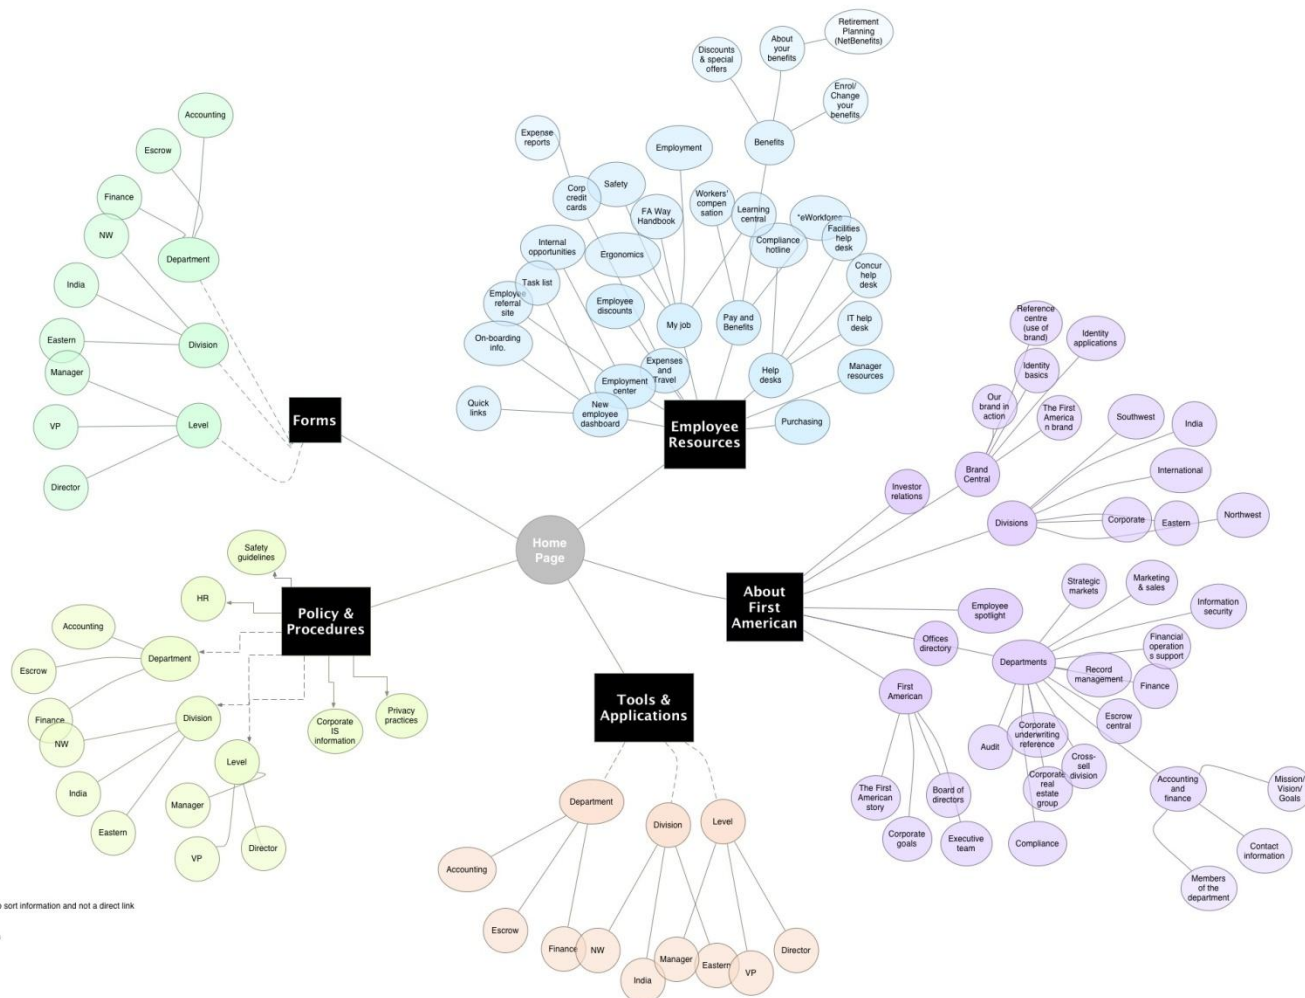 Retirement
Planning
(NetBenefits)
About
your
benefits
Discounts
& special
offers
Enrol/
Change
your
benefits
Benefits
Expense
reports
Employment
Corp
credit
cards
Safety
FA Way
Handbook
Workers'
compen
sation
Learning
central
"eWorkforce
Facilities
help
desk
Compliance
hotline
Internal
opportunities
Ergonomics
Concur
help
desk
Task list
Employee
referral
site
Employee
discounts
My job
Pay and
Benefits
IT help
desk
On-boarding
info.
Expenses
and
Travel
Help
desks
Manager
resources
Employment
center
Quick
links
New
employee
dashboard
Purchasing
Employee
Resources
Accounting
Escrow
Finance
NW
Department
India
Eastern
Division
Manager
VP
Level
Director
Forms
Home
Page
Reference
centre
(use of
brand)
Identity
applications
Identity
basics
Our
brand in
action
The First
America
n brand
Brand
Central
Investor
relations
Southwest
India
International
Divisions
Corporate
Eastern
Northwest
About
First
American
Employee
spotlight
Offices
directory
Strategic
markets
Marketing
& sales
Information
security
Financial
operation
s support
Departments
Record
management
Finance
Escrow
central
First
American
Audit
Corporate
underwriting
reference
Cross-
sell
division
Corporate
real
estate
group
Compliance
Accounting
and
finance
Mission/
Vision/
Goals
Contact
information
Members
of the
department
The First
American
story
Corporate
goals
Board of
directors
Executive
team
Safety
guidelines
HR
Policy &
Procedures
Accounting
Escrow
Department
Finance
NW
Division
India
Eastern
Level
Manager
VP
Director
Corporate
IS
information
Privacy
practices
Tools &
Applications
Department
Division
Level
Accounting
Escrow
Finance
NW
India
Manager
Eastern
VP
Director
sort information and not a direct link